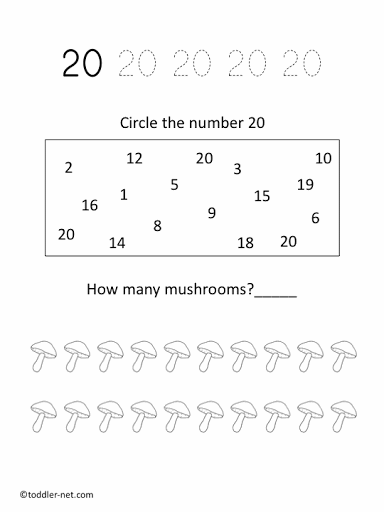 20 20 20 20 20
Circle the number 20
2 12 20 3 10
16 1 5 15 19
20 14 8 9 18 20 6
How many mushrooms?_____
©toddler-net.com